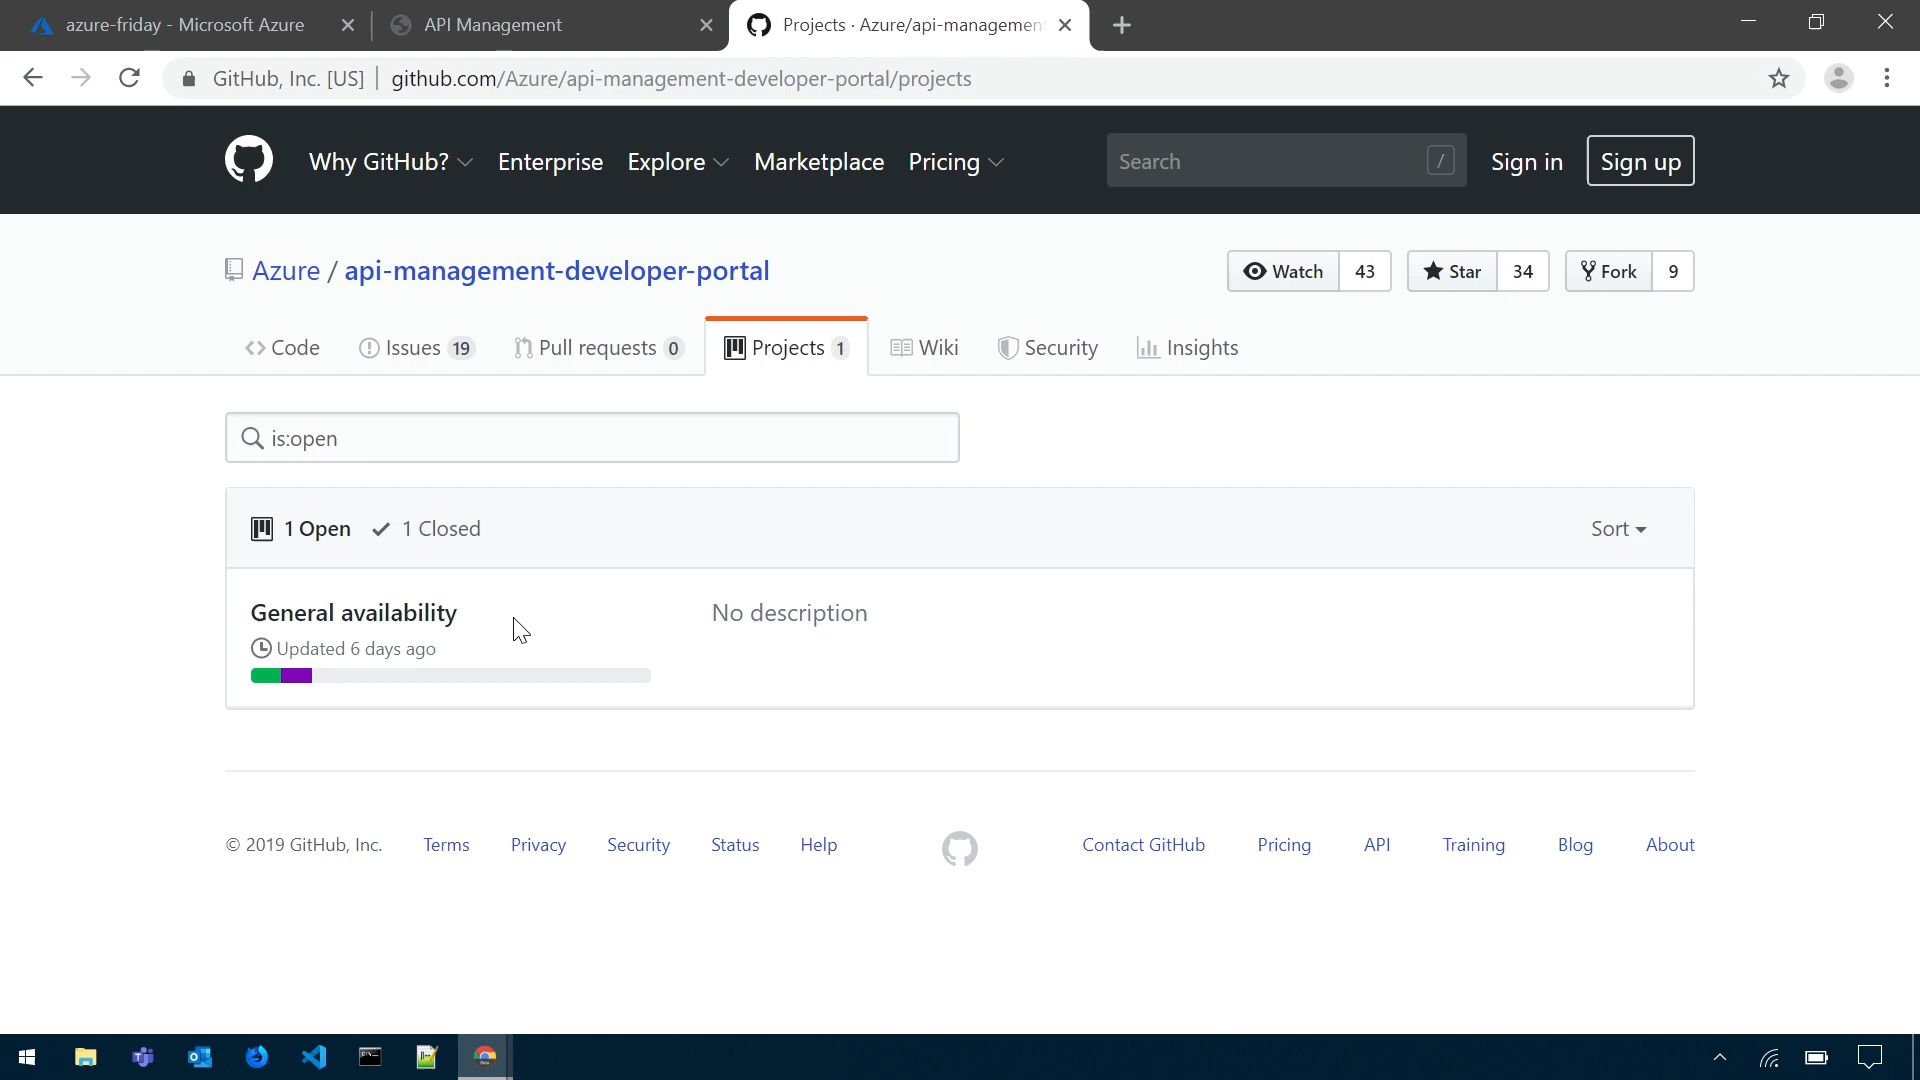 azure-friday - Microsoft Azure
API Management
Projects · Azure/api-management
GitHub, Inc. [US] | github.com/Azure/api-management-developer-portal/projects
Why GitHub? Enterprise Explore Marketplace Pricing Search / Sign in Sign up
Azure / api-management-developer-portal
Watch 43 Star 34 Fork 9
Code Issues 19 Pull requests 0 Projects 1 Wiki Security Insights
is:open
1 Open 1 Closed Sort
General availability No description
Updated 6 days ago
© 2019 GitHub, Inc. Terms Privacy Security Status Help Contact GitHub Pricing API Training Blog About